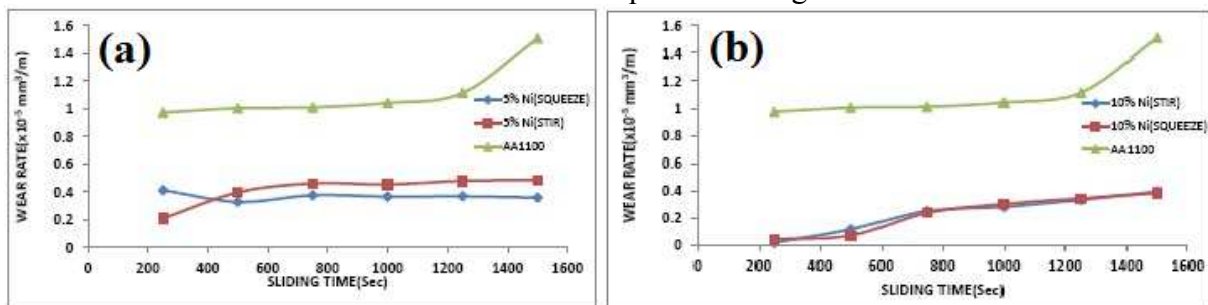 (a)
WEAR RATE(x10⁻⁵ mm³/m)
1.6
1.4
1.2
1
0.8
0.6
0.4
0.2
0
0 200 400 600 800 1000 1200 1400 1600
SLIDING TIME(Sec)
5% Ni(SQUEEZE)
5% Ni(STIR)
AA1100
(b)
WEAR RATE(x10⁻⁵ mm³/m)
1.6
1.4
1.2
1
0.8
0.6
0.4
0.2
0
0 200 400 600 800 1000 1200 1400 1600
SLIDING TIME(Sec)
10% Ni(STIR)
10% Ni(SQUEEZE)
AA1100